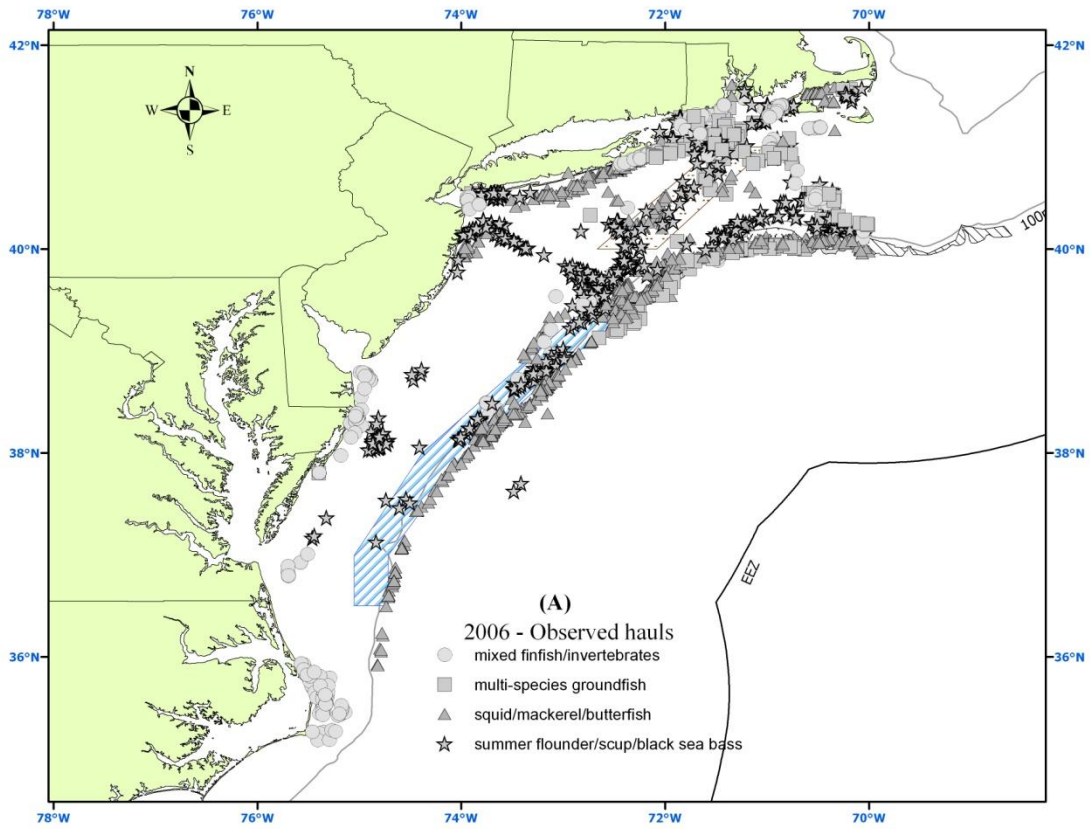 78°W 76°W 74°W 72°W 70°W
42°N 42°N
N
W E
S
40°N 40°N
38°N 38°N
EEZ
(A)
2006 - Observed hauls
36°N 36°N
mixed finfish/invertebrates
multi-species groundfish
squid/mackerel/butterfish
summer flounder/scup/black sea bass
78°W 76°W 74°W 72°W 70°W